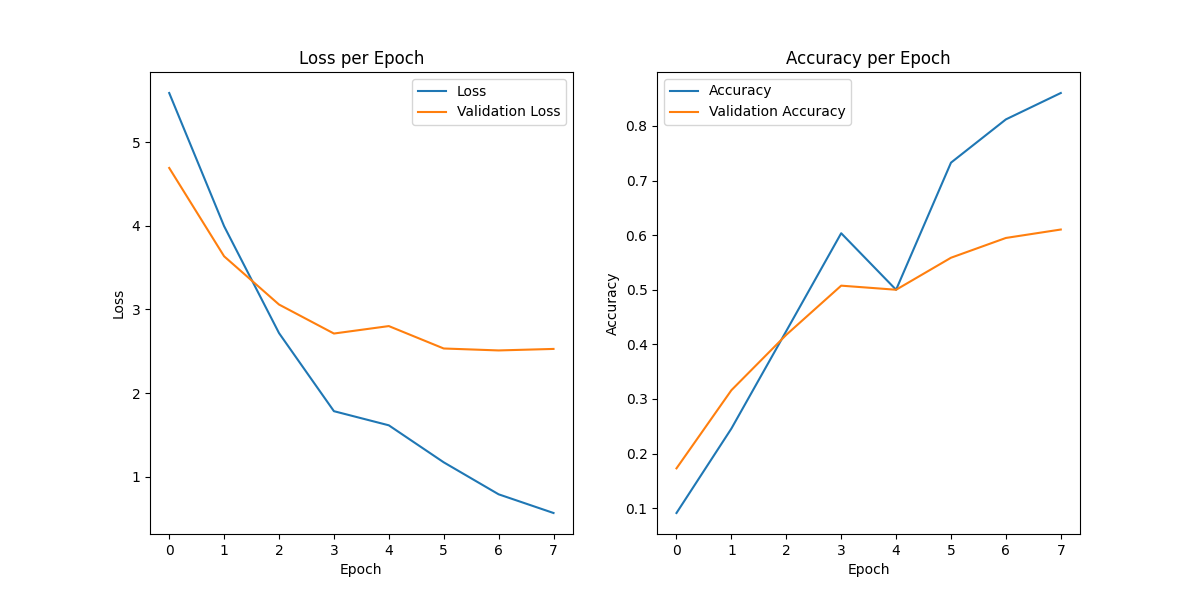 Loss per Epoch
Loss
Validation Loss
5
4
3
2
1
Loss
0 1 2 3 4 5 6 7
Epoch
Accuracy per Epoch
Accuracy
Validation Accuracy
0.8
0.7
0.6
0.5
0.4
0.3
0.2
0.1
Accuracy
0 1 2 3 4 5 6 7
Epoch